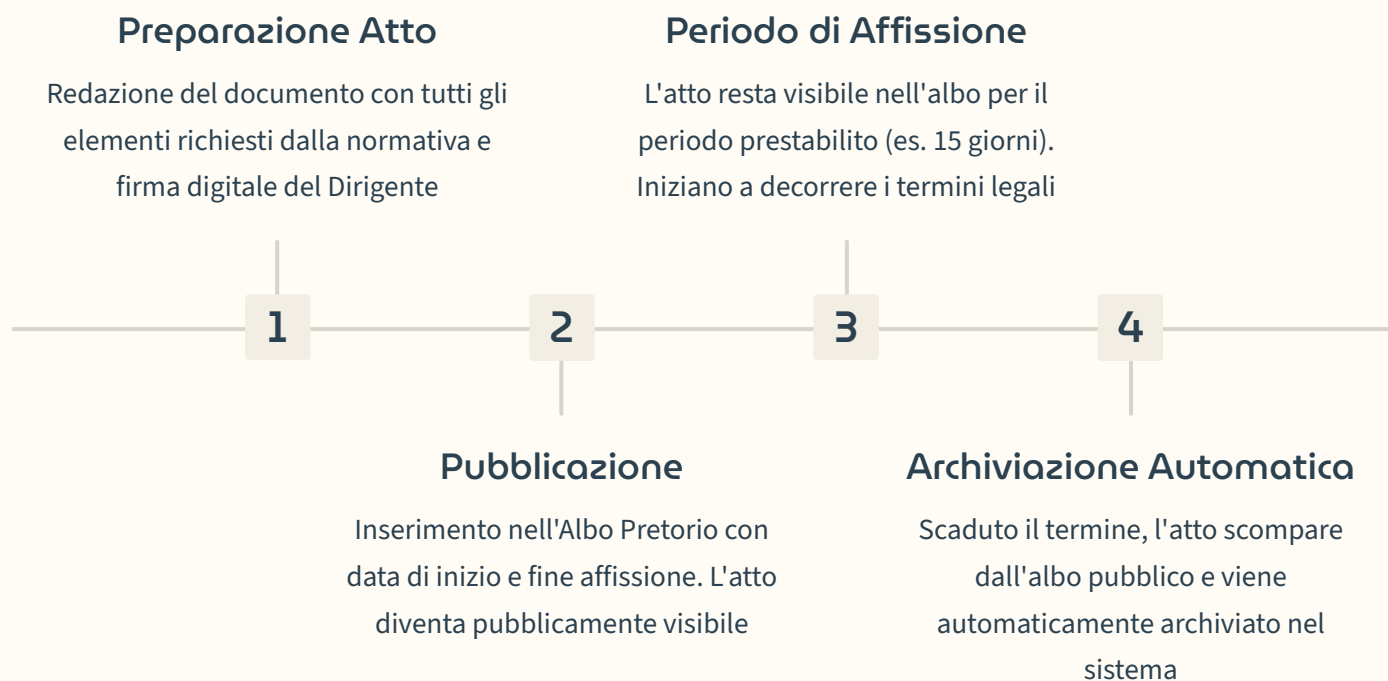 Preparazione Atto
Redazione del documento con tutti gli
elementi richiesti dalla normativa e
firma digitale del Dirigente
Periodo di Affissione
L'atto resta visibile nell'albo per il
periodo prestabilito (es. 15 giorni).
Iniziano a decorrere i termini legali
1
2
3
4
Pubblicazione
Inserimento nell'Albo Pretorio con
data di inizio e fine affissione. L'atto
diventa pubblicamente visibile
Archiviazione Automatica
Scaduto il termine, l'atto scompare
dall'albo pubblico e viene
automaticamente archiviato nel
sistema